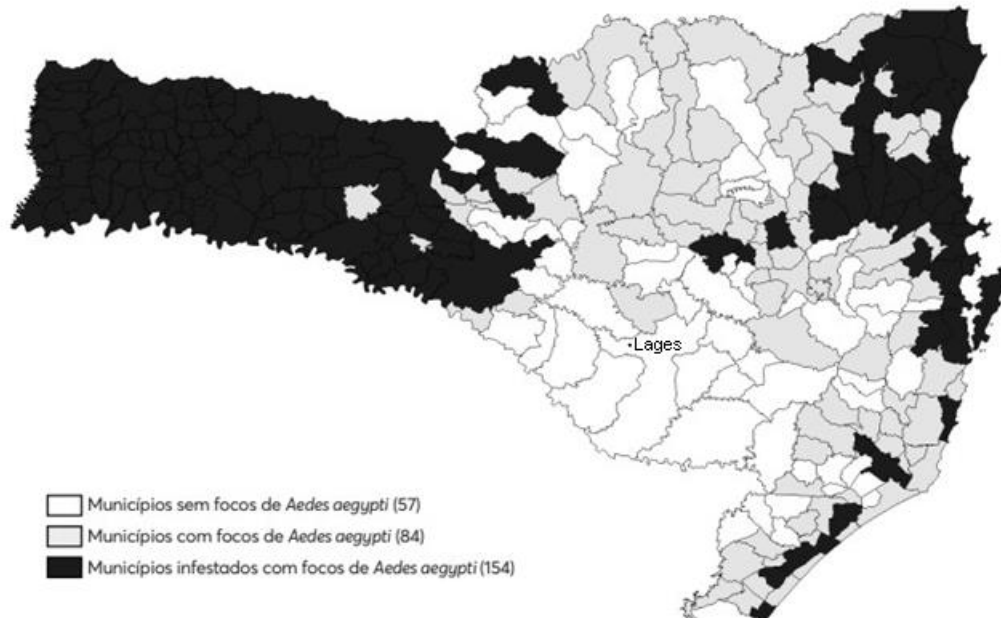 Lages
Municípios sem focos de Aedes aegypti (57)
Municípios com focos de Aedes aegypti (84)
Municípios infestados com focos de Aedes aegypti (154)